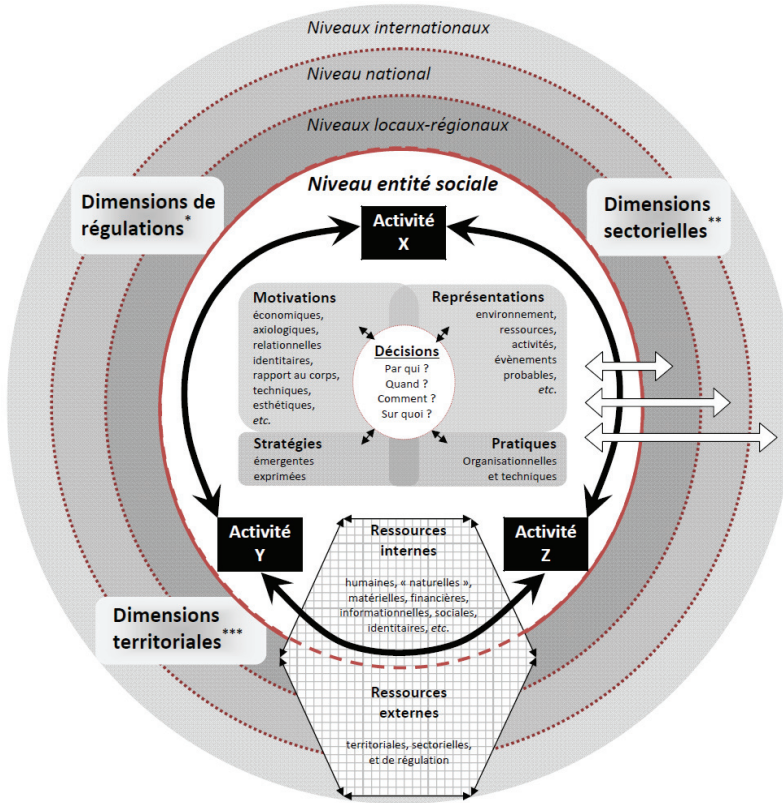 Niveaux internationaux
Niveau national
Niveaux locaux-régionaux
Niveau entité sociale
Dimensions de
régulations*
Dimensions
sectorielles**
Activité
X
Motivations
économiques,
axiologiques,
relationnelles
identitaires,
rapport au corps,
techniques,
esthétiques,
etc.
Représentations
environnement,
ressources,
activités,
évènements
probables,
etc.
Décisions
Par qui ?
Quand ?
Comment ?
Sur quoi ?
Stratégies
émergentes
exprimées
Pratiques
Organisationnelles
et techniques
Activité
Y
Activité
Z
Ressources
internes
humaines, « naturelles »,
matérielles, financières,
informationnelles, sociales,
identitaires, etc.
Dimensions
territoriales***
Ressources
externes
territoriales, sectorielles,
et de régulation